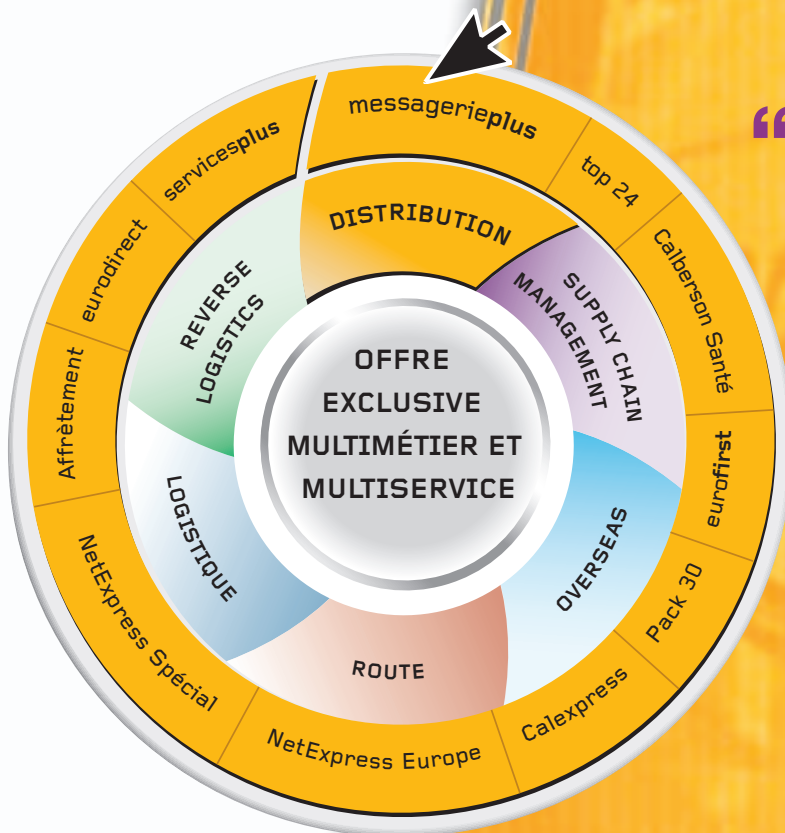 messagerieplus
top 24
Calberson Santé
eurofirst
Pack 30
Calexpress
NetExpress Europe
NetExpress Spécial
Affrètement
eurodirect
servicesplus
DISTRIBUTION
SUPPLY CHAIN
MANAGEMENT
OVERSEAS
ROUTE
LOGISTIQUE
REVERSE
LOGISTICS
OFFRE
EXCLUSIVE
MULTIMÉTIER ET
MULTISERVICE
“